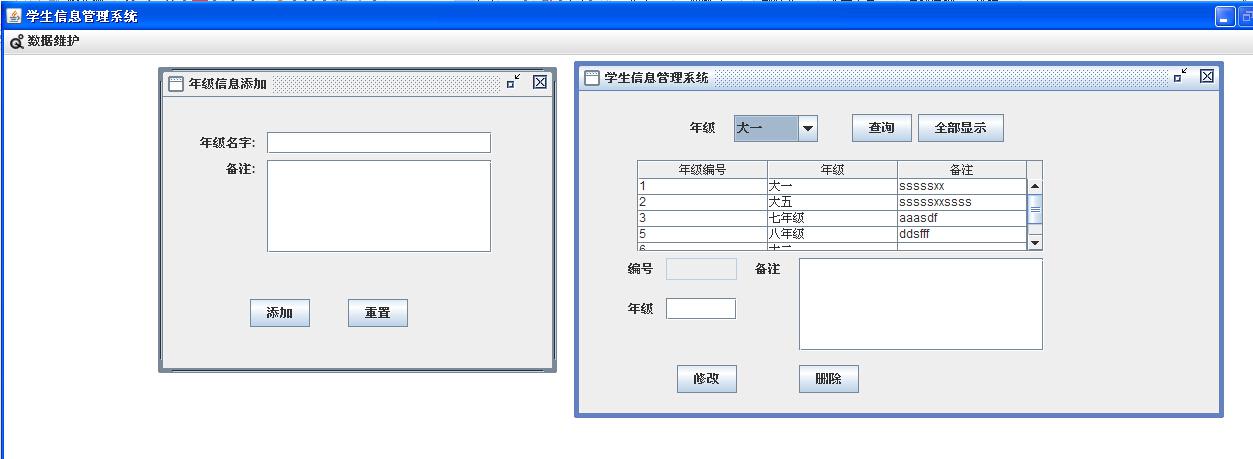 学生信息管理系统
数据维护
年级信息添加
年级名字:
备注:
添加 重置
学生信息管理系统
年级 大一 查询 全部显示
年级编号 年级 备注
1 大一 sssssxx
2 大五 sssssxxssss
3 七年级 aaasdf
5 八年级 ddsfff
编号 备注
年级
修改 删除